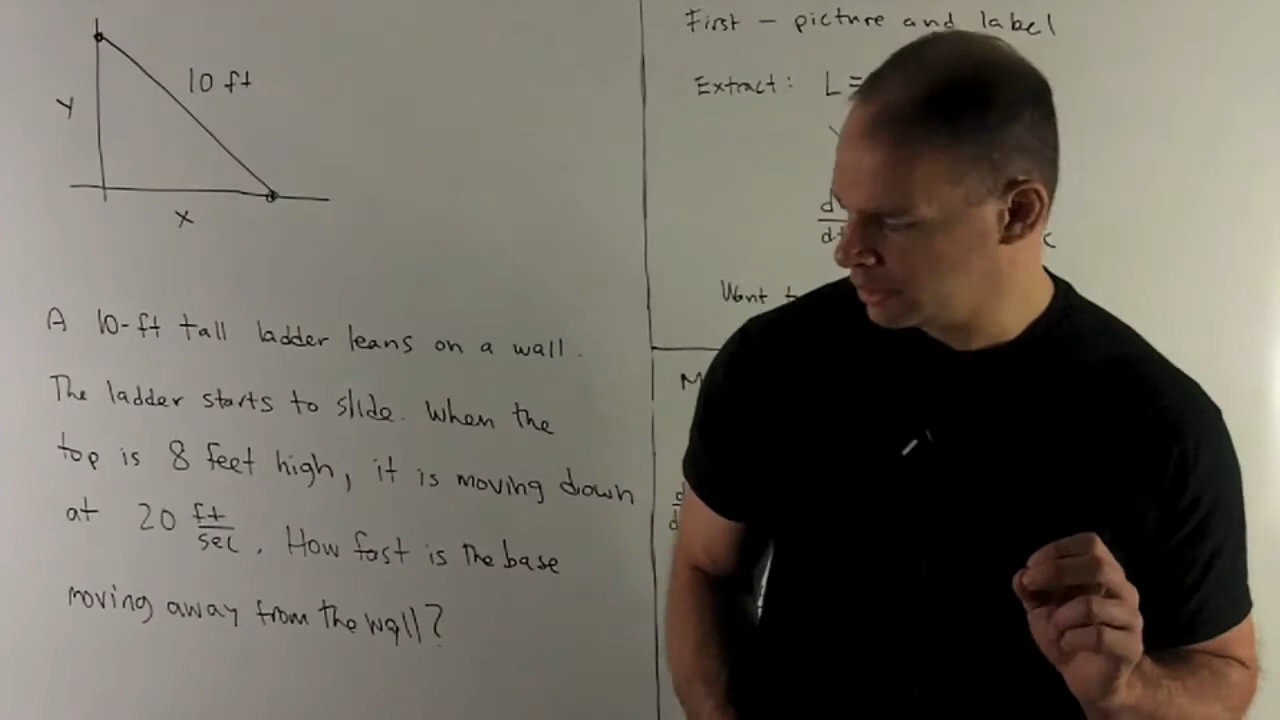 y
10 ft
x
A 10-ft tall ladder leans on a wall.
The ladder starts to slide. When the
top is 8 feet high, it is moving down
at 20 ft/sec. How fast is the base
moving away from the wall?
First - picture and label
Extract: L =
Want